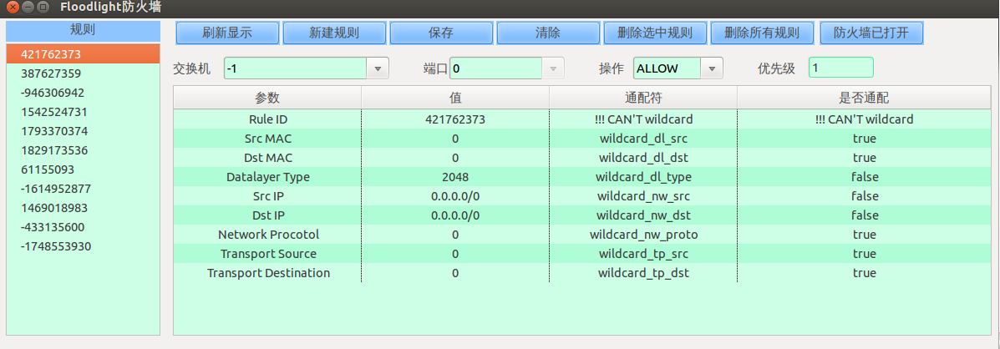 Floodlight防火墙
规则
刷新显示 新建规则 保存 清除 删除选中规则 删除所有规则 防火墙已打开
421762373
387627359
-946306942
1542524731
1793370374
1829173536
61155093
-1614952877
1469018983
-433135600
-1748553930
交换机 -1 端口 0 操作 ALLOW 优先级 1
参数 值 通配符 是否通配
Rule ID 421762373 !!! CAN'T wildcard !!! CAN'T wildcard
Src MAC 0 wildcard_dl_src true
Dst MAC 0 wildcard_dl_dst true
Datalayer Type 2048 wildcard_dl_type false
Src IP 0.0.0.0/0 wildcard_nw_src false
Dst IP 0.0.0.0/0 wildcard_nw_dst false
Network Procotol 0 wildcard_nw_proto true
Transport Source 0 wildcard_tp_src true
Transport Destination 0 wildcard_tp_dst true